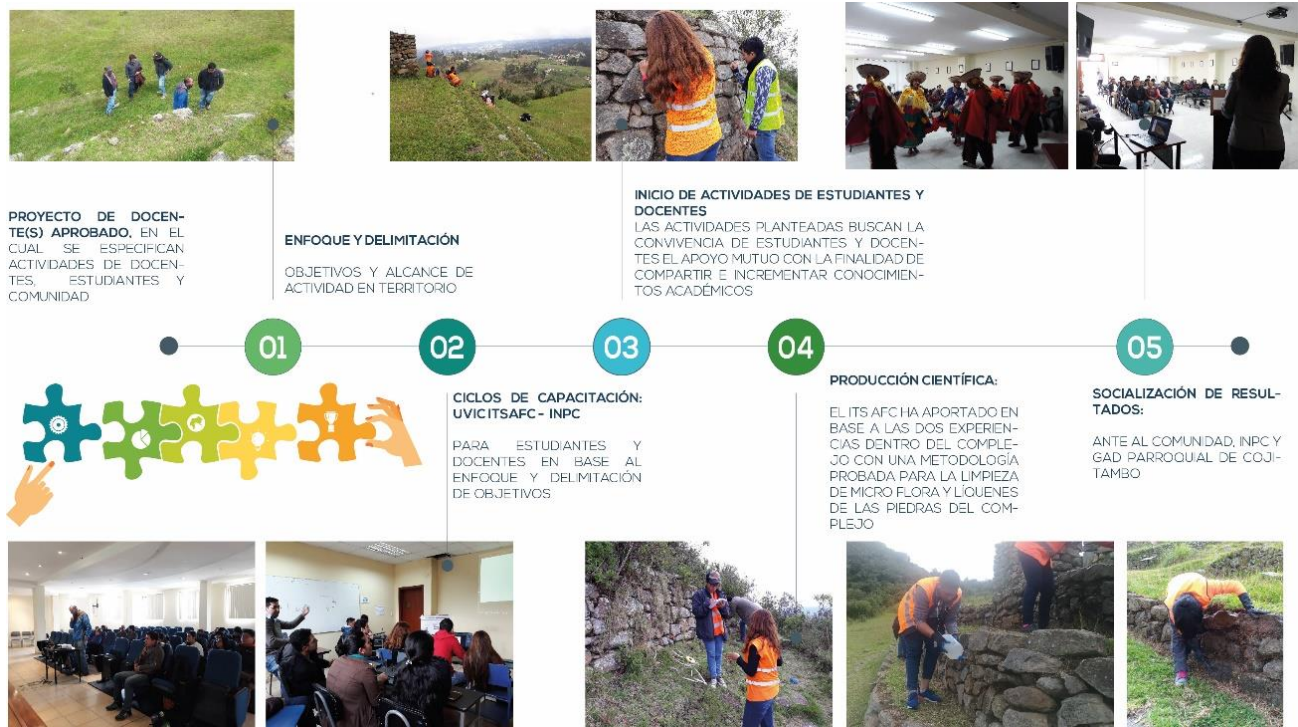 PROYECTO DE DOCEN-
TE(S) APROBADO, EN EL
CUAL SE ESPECIFICAN
ACTIVIDADES DE DOCEN-
TES, ESTUDIANTES Y
COMUNIDAD
ENFOQUE Y DELIMITACIÓN
OBJETIVOS Y ALCANCE DE
ACTIVIDAD EN TERRITORIO
INICIO DE ACTIVIDADES DE ESTUDIANTES Y
DOCENTES
LAS ACTIVIDADES PLANTEADAS BUSCAN LA
CONVIVENCIA DE ESTUDIANTES Y DOCEN-
TES EL APOYO MUTUO CON LA FINALIDAD DE
COMPARTIR E INCREMENTAR CONOCIMIEN-
TOS ACADÉMICOS
01
02
03
04
05
CICLOS DE CAPACITACIÓN:
UVIC ITSAFC - INPC
PARA ESTUDIANTES Y
DOCENTES EN BASE AL
ENFOQUE Y DELIMITACIÓN
DE OBJETIVOS
PRODUCCIÓN CIENTÍFICA:
EL ITS AFC HA APORTADO EN
BASE A LAS DOS EXPERIEN-
CIAS DENTRO DEL COMPLE-
JO CON UNA METODOLOGÍA
PROBADA PARA LA LIMPIEZA
DE MICRO FLORA Y LÍQUENES
DE LAS PIEDRAS DEL COM-
PLEJO
SOCIALIZACIÓN DE RESUL-
TADOS:
ANTE AL COMUNIDAD, INPC Y
GAD PARROQUIAL DE COJI-
TAMBO